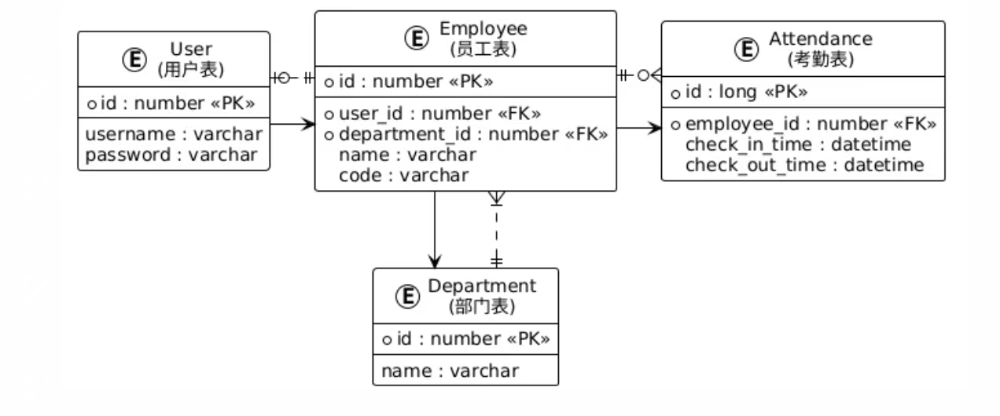 E
User
(用户表)
id : number «PK»
username : varchar
password : varchar
E
Employee
(员工表)
id : number «PK»
user_id : number «FK»
department_id : number «FK»
name : varchar
code : varchar
E
Attendance
(考勤表)
id : long «PK»
employee_id : number «FK»
check_in_time : datetime
check_out_time : datetime
E
Department
(部门表)
id : number «PK»
name : varchar